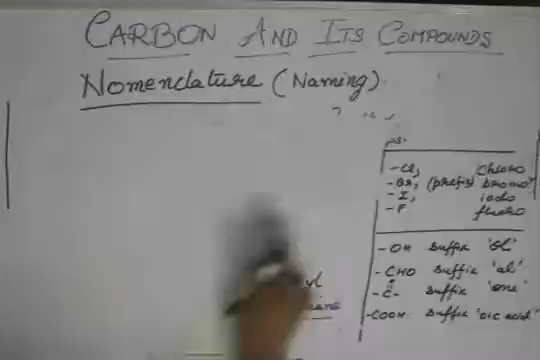 CARBON AND ITS COMPOUNDS
Nomenclature (Naming)
-Cl, Chloro
-Br, (prefix) bromo
-I, iodo
-F fluoro
-OH Suffix 'ol'
-CHO Suffix 'al'
-C- Suffix 'one'
-COOH Suffix 'oic acid'